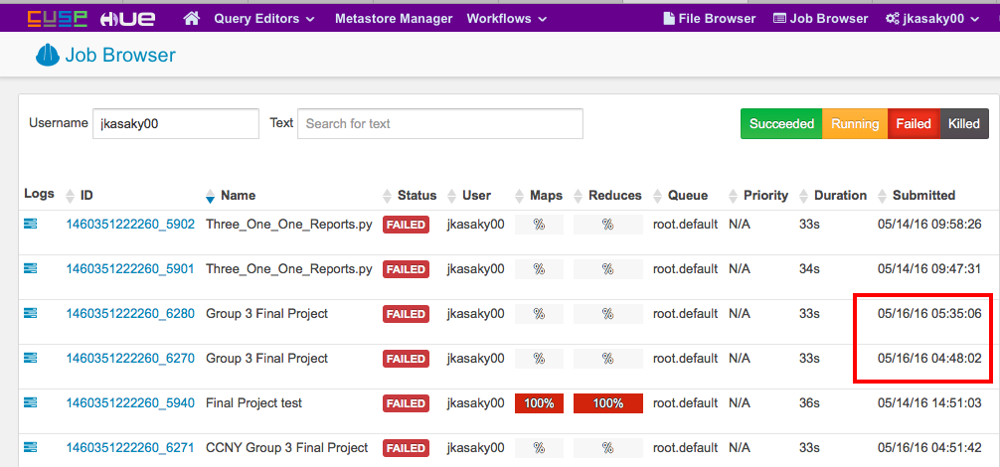 CUSP HUE Query Editors Metastore Manager Workflows File Browser Job Browser jkasaky00
Job Browser
Username jkasaky00 Text Search for text Succeeded Running Failed Killed
Logs ID Name Status User Maps Reduces Queue Priority Duration Submitted
1460351222260_5902 Three_One_One_Reports.py FAILED jkasaky00 % % root.default N/A 33s 05/14/16 09:58:26
1460351222260_5901 Three_One_One_Reports.py FAILED jkasaky00 % % root.default N/A 34s 05/14/16 09:47:31
1460351222260_6280 Group 3 Final Project FAILED jkasaky00 % % root.default N/A 33s 05/16/16 05:35:06
1460351222260_6270 Group 3 Final Project FAILED jkasaky00 % % root.default N/A 33s 05/16/16 04:48:02
1460351222260_5940 Final Project test FAILED jkasaky00 100% 100% root.default N/A 36s 05/14/16 14:51:03
1460351222260_6271 CCNY Group 3 Final Project FAILED jkasaky00 % % root.default N/A 33s 05/16/16 04:51:42